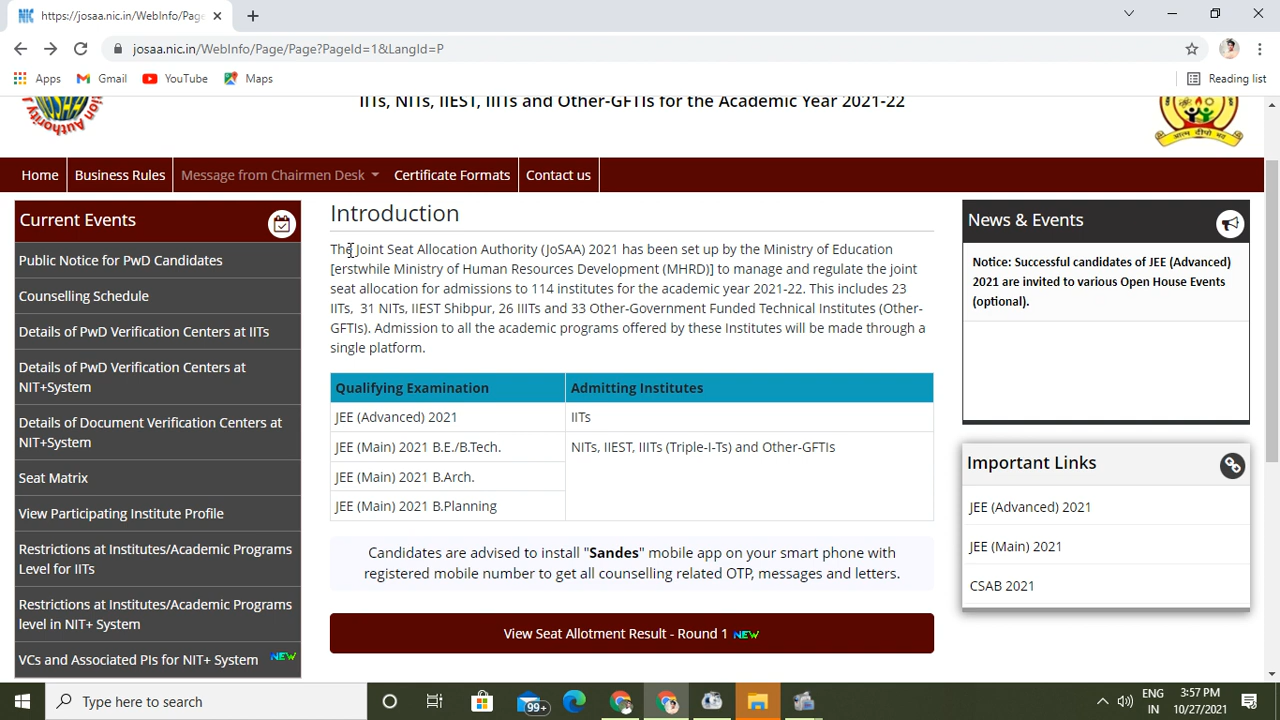 https://josaa.nic.in/WebInfo/Page
josaa.nic.in/WebInfo/Page/Page?PageId=1&LangId=P
Apps Gmail YouTube Maps Reading list
IITs, NITs, IIEST, IIITs and Other-GFTIs for the Academic Year 2021-22
Home Business Rules Message from Chairmen Desk Certificate Formats Contact us
Current Events
Public Notice for PwD Candidates
Counselling Schedule
Details of PwD Verification Centers at IITs
Details of PwD Verification Centers at
NIT+System
Details of Document Verification Centers at
NIT+System
Seat Matrix
View Participating Institute Profile
Restrictions at Institutes/Academic Programs
Level for IITs
Restrictions at Institutes/Academic Programs
level in NIT+ System
VCs and Associated PIs for NIT+ System NEW
Introduction
The Joint Seat Allocation Authority (JoSAA) 2021 has been set up by the Ministry of Education
[erstwhile Ministry of Human Resources Development (MHRD)] to manage and regulate the joint
seat allocation for admissions to 114 institutes for the academic year 2021-22. This includes 23
IITs, 31 NITs, IIEST Shibpur, 26 IIITs and 33 Other-Government Funded Technical Institutes (Other-
GFTIs). Admission to all the academic programs offered by these Institutes will be made through a
single platform.
Qualifying Examination Admitting Institutes
JEE (Advanced) 2021 IITs
JEE (Main) 2021 B.E./B.Tech. NITs, IIEST, IIITs (Triple-I-Ts) and Other-GFTIs
JEE (Main) 2021 B.Arch.
JEE (Main) 2021 B.Planning
Candidates are advised to install "Sandes" mobile app on your smart phone with
registered mobile number to get all counselling related OTP, messages and letters.
View Seat Allotment Result - Round 1 NEW
News & Events
Notice: Successful candidates of JEE (Advanced)
2021 are invited to various Open House Events
(optional).
Important Links
JEE (Advanced) 2021
JEE (Main) 2021
CSAB 2021
Type here to search
99+
ENG
IN
3:57 PM
10/27/2021